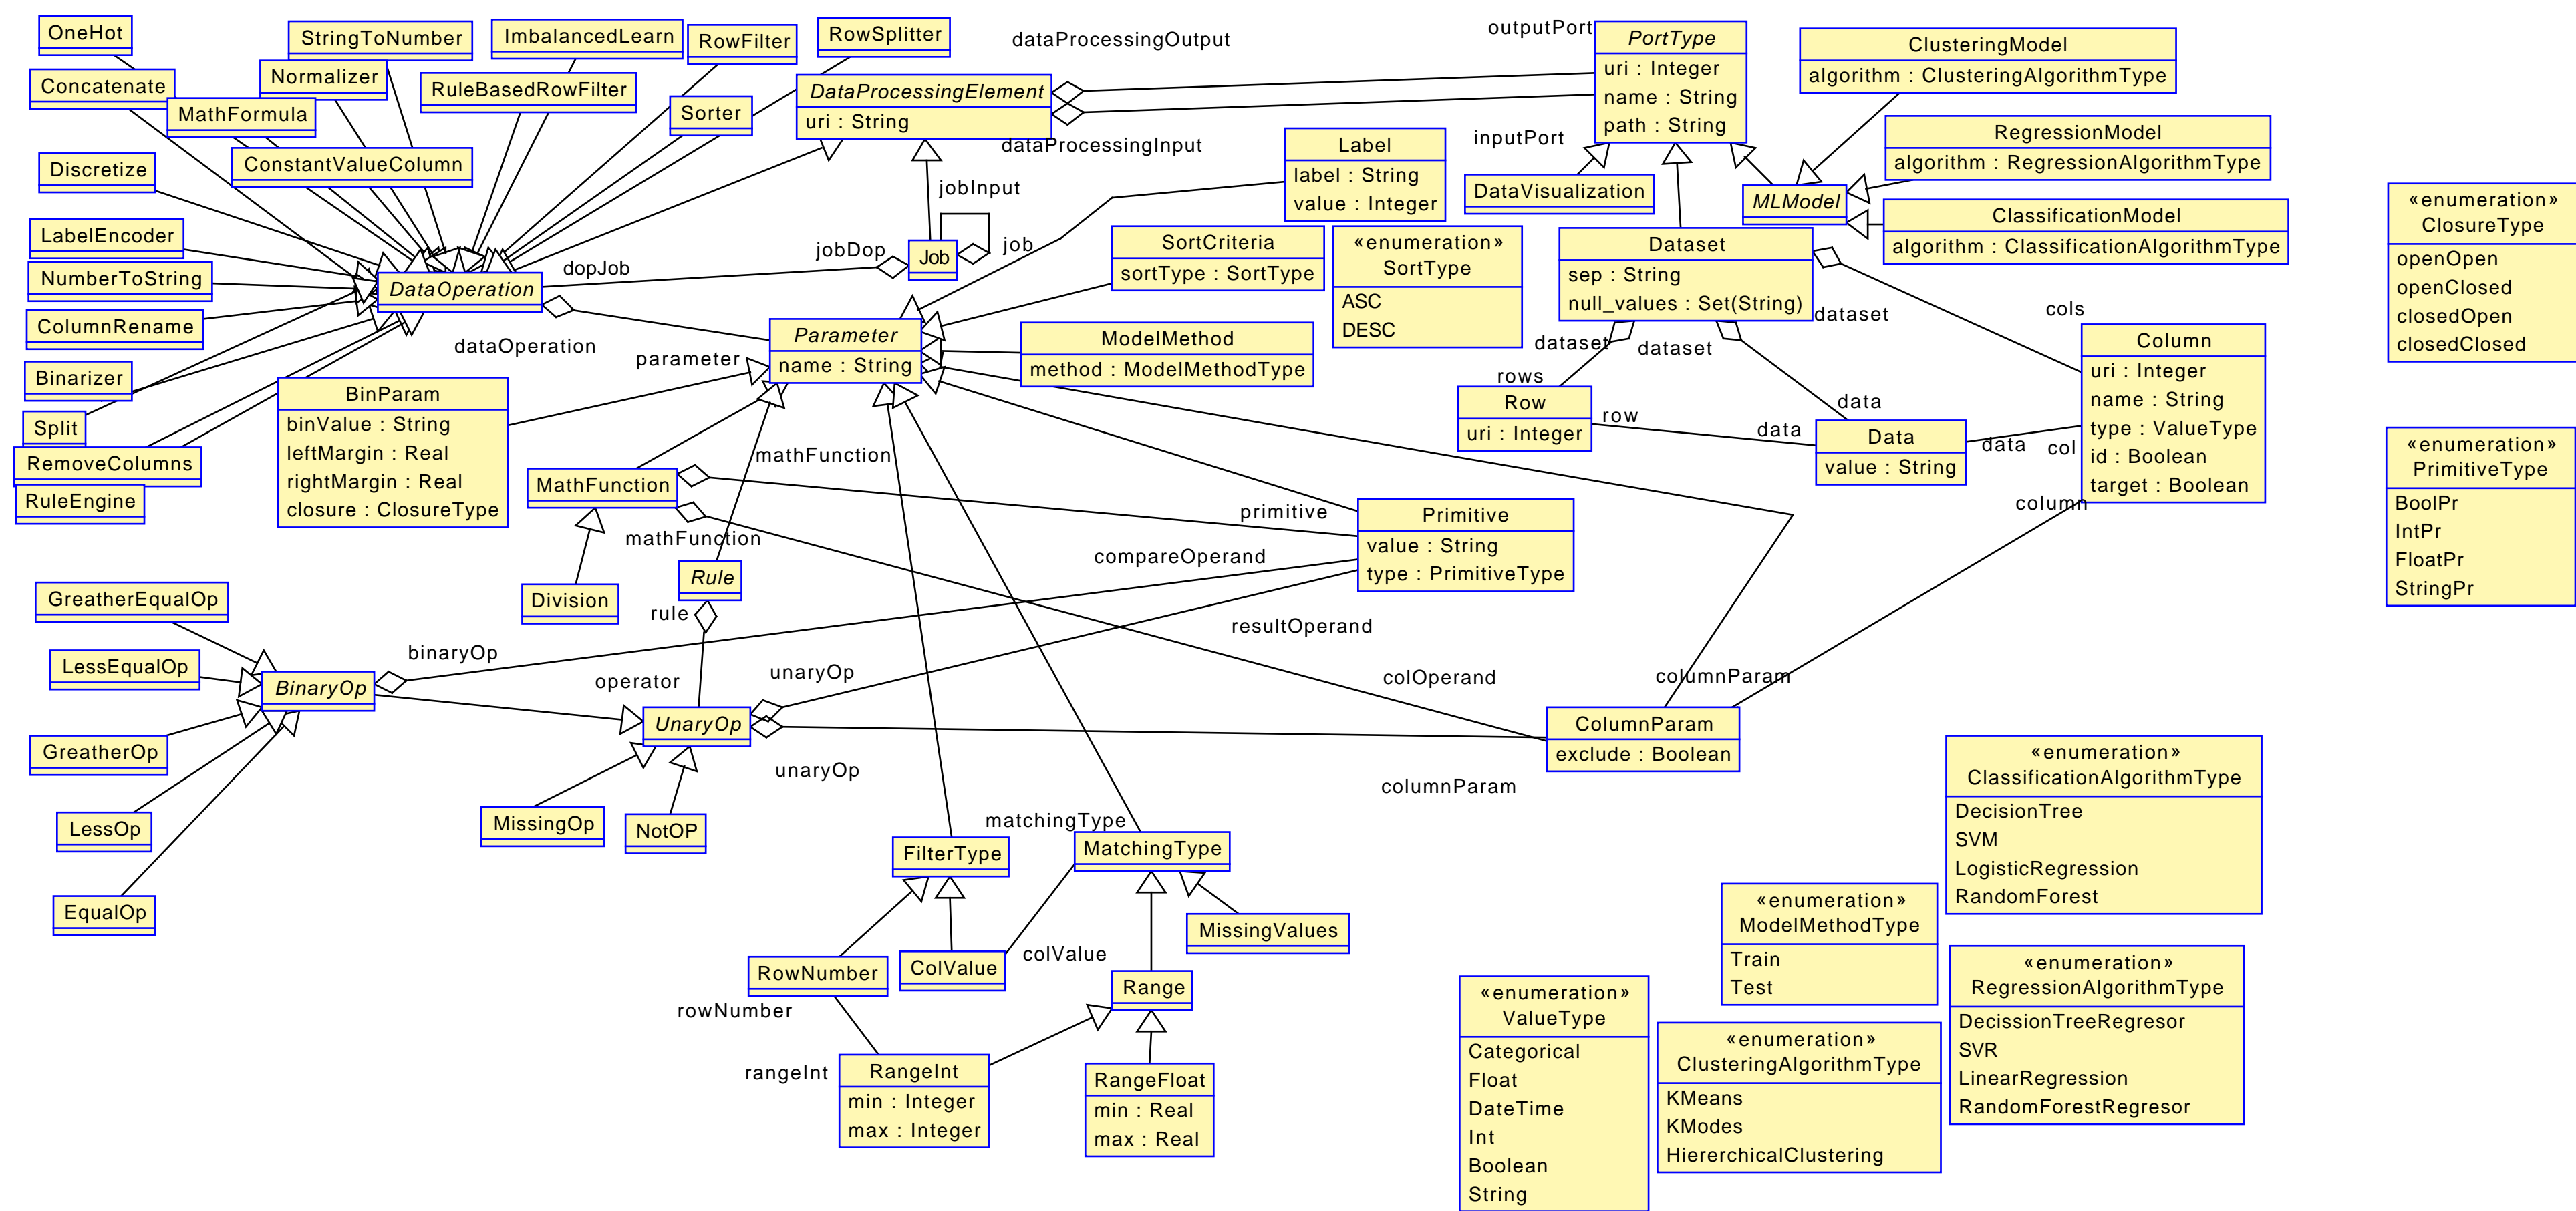 OneHot
Concatenate
MathFormula
StringToNumber
Normalizer
ConstantValueColumn
ImbalancedLearn
RuleBasedRowFilter
RowFilter
Sorter
RowSplitter
Discretize
LabelEncoder
NumberToString
ColumnRename
Binarizer
Split
RemoveColumns
RuleEngine
DataProcessingElement
uri : String
dataProcessingOutput
dataProcessingInput
outputPort
inputPort
PortType
uri : Integer
name : String
path : String
ClusteringModel
algorithm : ClusteringAlgorithmType
RegressionModel
algorithm : RegressionAlgorithmType
ClassificationModel
algorithm : ClassificationAlgorithmType
MLModel
DataVisualization
Label
label : String
value : Integer
jobInput
job
Job
jobDop
dopJob
DataOperation
dataOperation
parameter
Parameter
name : String
SortCriteria
sortType : SortType
«enumeration»
SortType
ASC
DESC
ModelMethod
method : ModelMethodType
Dataset
sep : String
null_values : Set(String)
dataset
dataset
dataset
cols
rows
data
Row
uri : Integer
row
data
Data
value : String
data
col
Column
uri : Integer
name : String
type : ValueType
id : Boolean
target : Boolean
column
«enumeration»
ClosureType
openOpen
openClosed
closedOpen
closedClosed
«enumeration»
PrimitiveType
BoolPr
IntPr
FloatPr
StringPr
BinParam
binValue : String
leftMargin : Real
rightMargin : Real
closure : ClosureType
MathFunction
mathFunction
mathFunction
Division
Rule
rule
primitive
compareOperand
resultOperand
colOperand
Primitive
value : String
type : PrimitiveType
GreatherEqualOp
LessEqualOp
GreatherOp
LessOp
EqualOp
BinaryOp
binaryOp
operator
unaryOp
UnaryOp
unaryOp
MissingOp
NotOP
columnParam
columnParam
ColumnParam
exclude : Boolean
matchingType
FilterType
MatchingType
RowNumber
rowNumber
ColValue
colValue
MissingValues
Range
rangeInt
RangeInt
min : Integer
max : Integer
RangeFloat
min : Real
max : Real
«enumeration»
ClassificationAlgorithmType
DecisionTree
SVM
LogisticRegression
RandomForest
«enumeration»
ModelMethodType
Train
Test
«enumeration»
RegressionAlgorithmType
DecissionTreeRegresor
SVR
LinearRegression
RandomForestRegresor
«enumeration»
ValueType
Categorical
Float
DateTime
Int
Boolean
String
«enumeration»
ClusteringAlgorithmType
KMeans
KModes
HiererchicalClustering